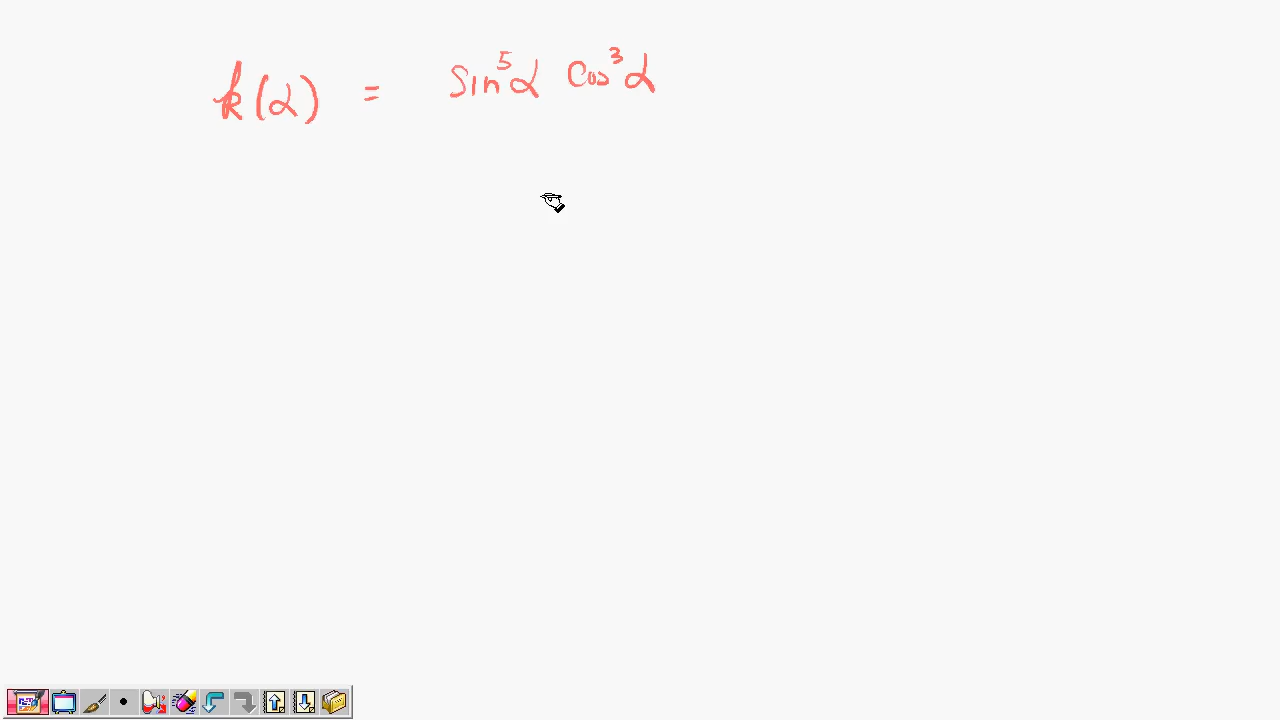 k(α) = Sin⁵α Cos³α